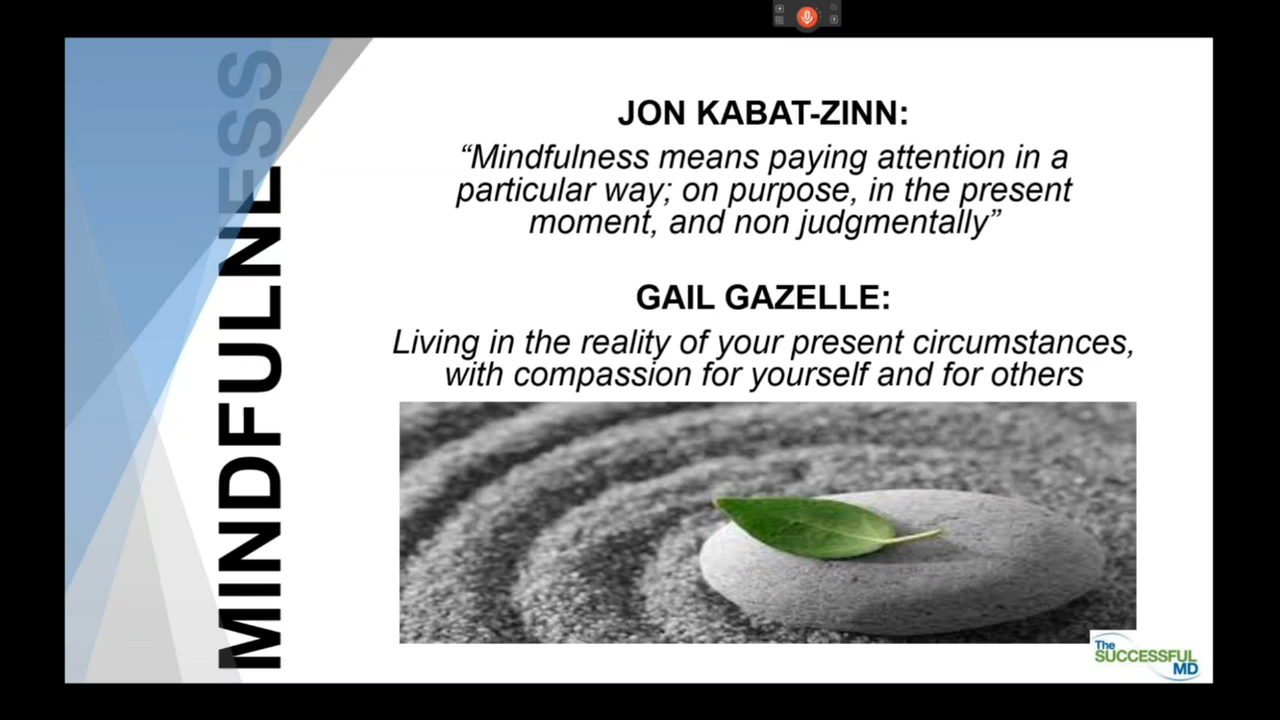 MINDFULNESS
JON KABAT-ZINN:
“Mindfulness means paying attention in a
particular way; on purpose, in the present
moment, and non judgmentally”
GAIL GAZELLE:
Living in the reality of your present circumstances,
with compassion for yourself and for others
The
SUCCESSFUL
MD